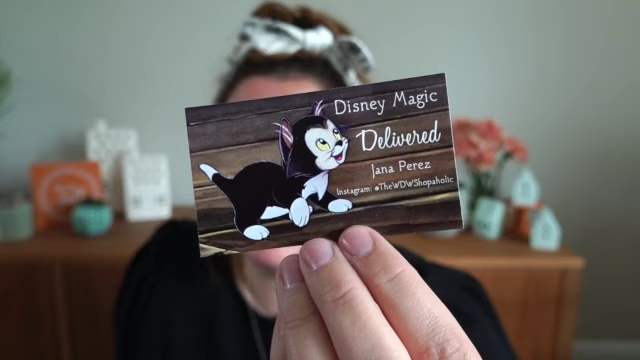 Disney Magic
Delivered
Jana Perez
Instagram: @TheWDWShopaholic